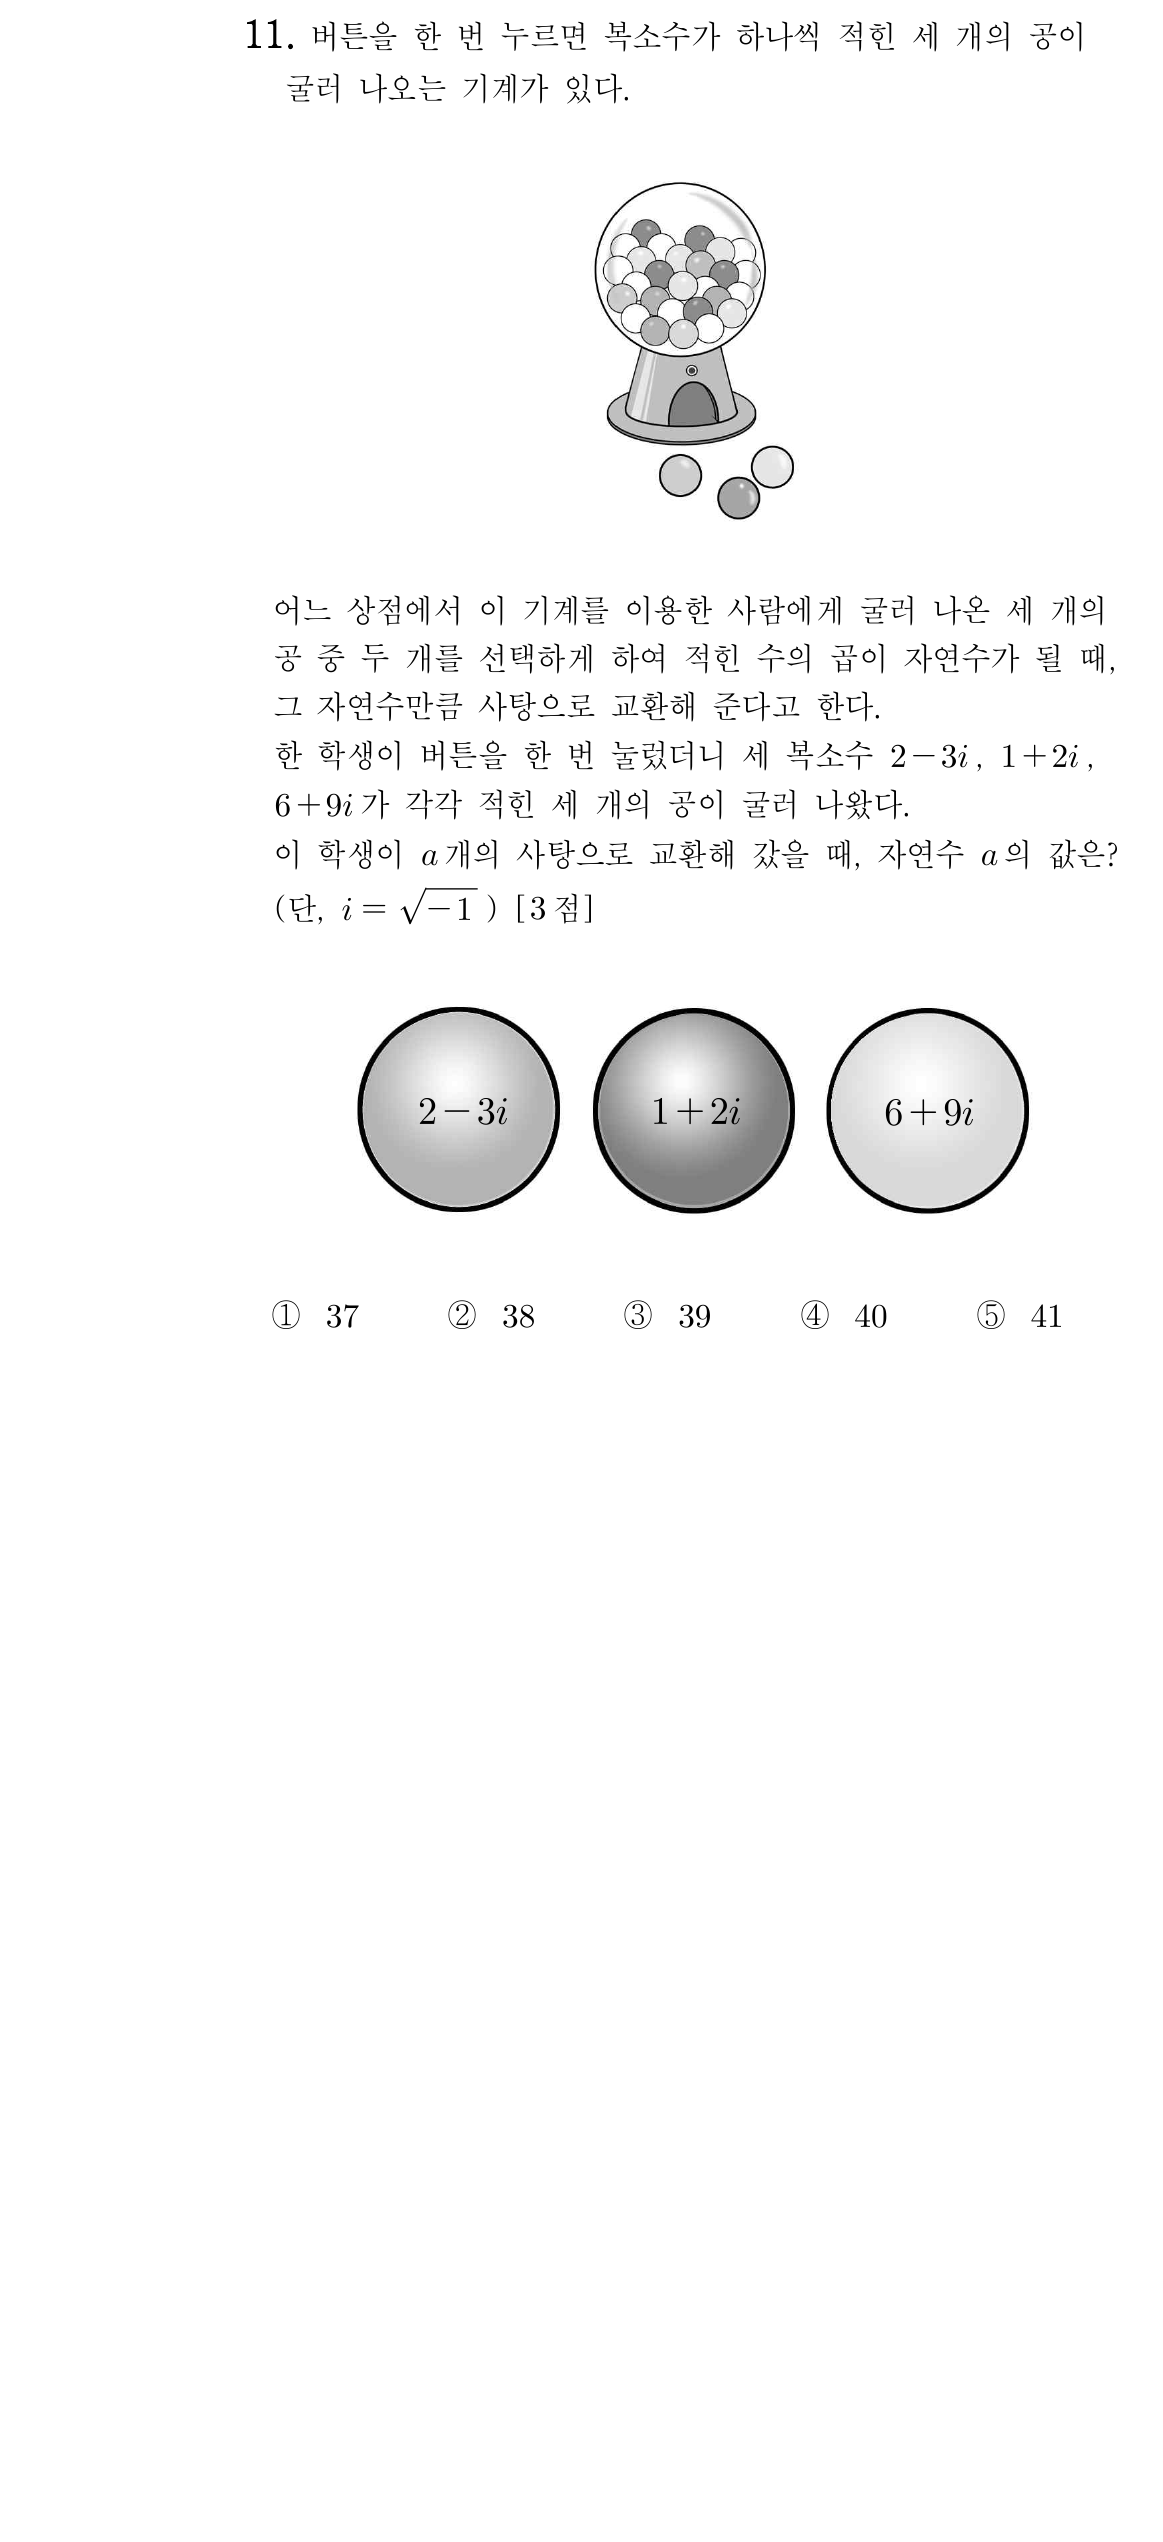 11. 버튼을 한 번 누르면 복소수가 하나씩 적힌 세 개의 공이
굴러 나오는 기계가 있다.
어느 상점에서 이 기계를 이용한 사람에게 굴러 나온 세 개의
공 중 두 개를 선택하게 하여 적힌 수의 곱이 자연수가 될 때,
그 자연수만큼 사탕으로 교환해 준다고 한다.
한 학생이 버튼을 한 번 눌렀더니 세 복소수 2-3i, 1+2i,
6+9i가 각각 적힌 세 개의 공이 굴러 나왔다.
이 학생이 a개의 사탕으로 교환해 갔을 때, 자연수 a의 값은?
(단, i=√-1) [3점]
2-3i 1+2i 6+9i
① 37 ② 38 ③ 39 ④ 40 ⑤ 41